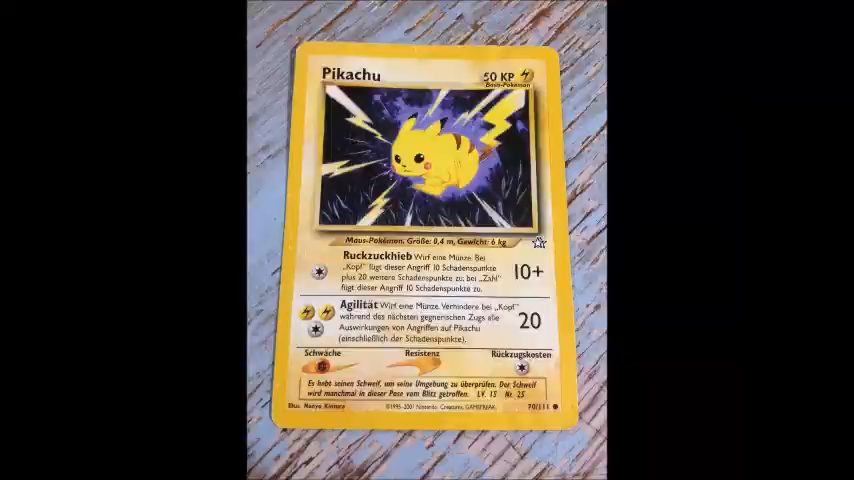 Pikachu 50 KP
Basis-Pokémon
Maus-Pokémon. Größe: 0,4 m, Gewicht: 6 kg
Ruckzuckhieb Wirf eine Münze. Bei
„Kopf" fügt dieser Angriff 10 Schadenspunkte
plus 20 weitere Schadenspunkte zu; bei „Zahl"
fügt dieser Angriff 10 Schadenspunkte zu.
10+
Agilität Wirf eine Münze. Verhindere bei „Kopf"
während des nächsten gegnerischen Zugs alle
Auswirkungen von Angriffen auf Pikachu
(einschließlich der Schadenspunkte).
20
Schwäche Resistenz Rückzugskosten
Es hebt seinen Schweif, um seine Umgebung zu überprüfen. Der Schweif
wird manchmal in dieser Pose vom Blitz getroffen. LV. 15 Nr. 25
Illus. Naoyo Kimura ©1995-2001 Nintendo, Creatures, GAMEFREAK. 70/111